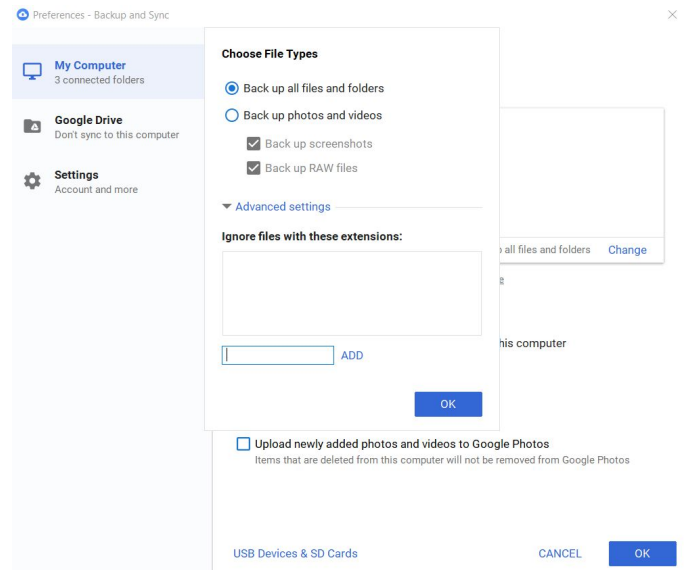 Preferences - Backup and Sync
My Computer
3 connected folders
Google Drive
Don't sync to this computer
Settings
Account and more
Choose File Types
Back up all files and folders
Back up photos and videos
Back up screenshots
Back up RAW files
Advanced settings
Ignore files with these extensions:
ADD
OK
all files and folders Change
his computer
Upload newly added photos and videos to Google Photos
Items that are deleted from this computer will not be removed from Google Photos
USB Devices & SD Cards
CANCEL
OK